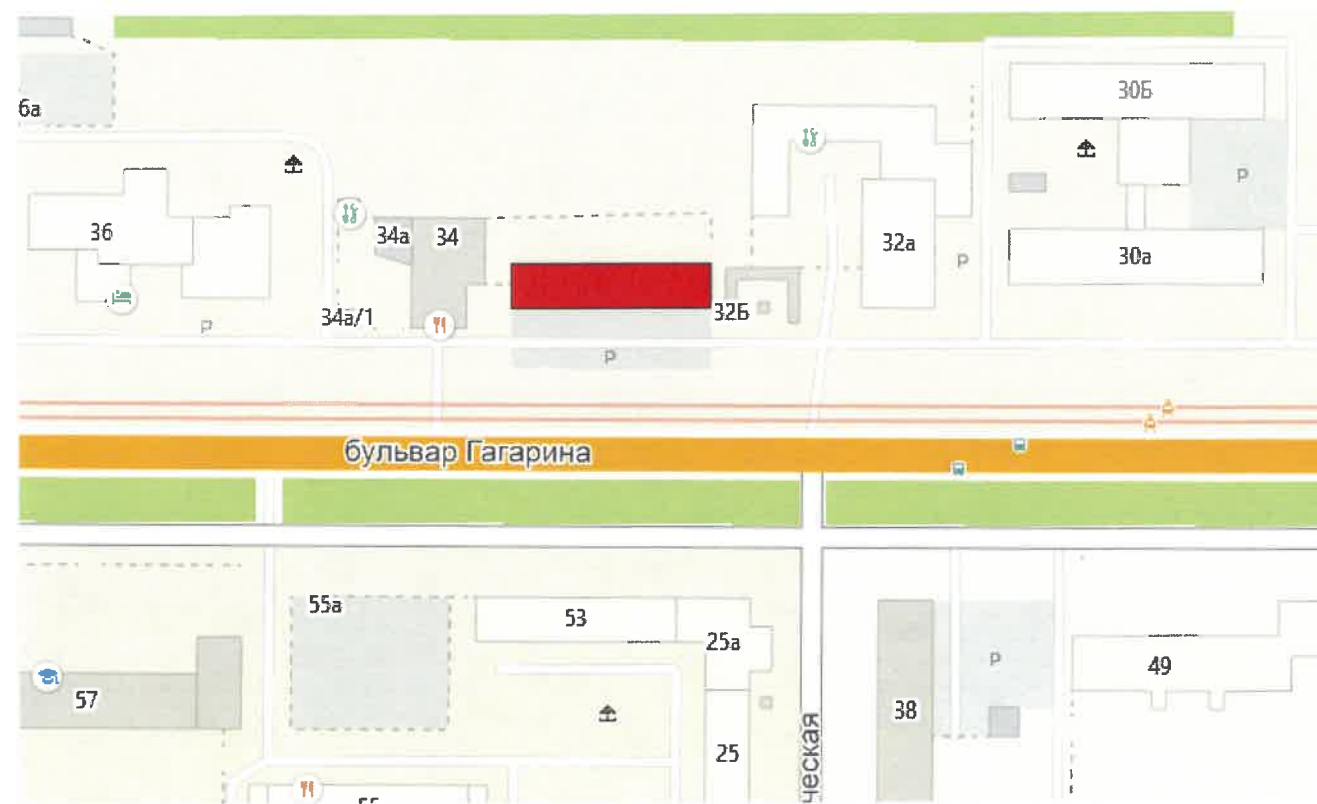 6а
30Б
Р
36
34а
34
32а
Р
30а
34а/1
32Б
Р
Р
бульвар Гагарина
55а
53
25а
Р
49
57
38
25
ческая